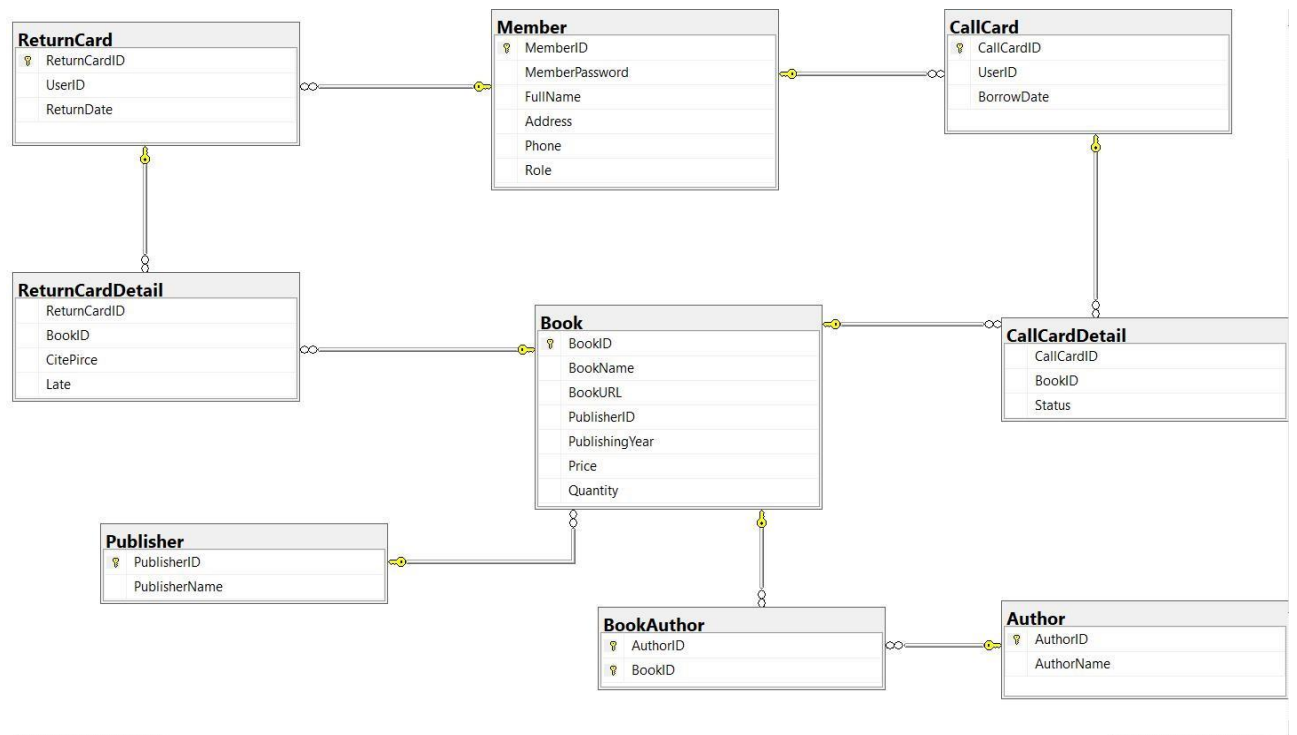 ReturnCard
ReturnCardID
UserID
ReturnDate
Member
MemberID
MemberPassword
FullName
Address
Phone
Role
CallCard
CallCardID
UserID
BorrowDate
ReturnCardDetail
ReturnCardID
BookID
CitePirce
Late
Book
BookID
BookName
BookURL
PublisherID
PublishingYear
Price
Quantity
CallCardDetail
CallCardID
BookID
Status
Publisher
PublisherID
PublisherName
BookAuthor
AuthorID
BookID
Author
AuthorID
AuthorName